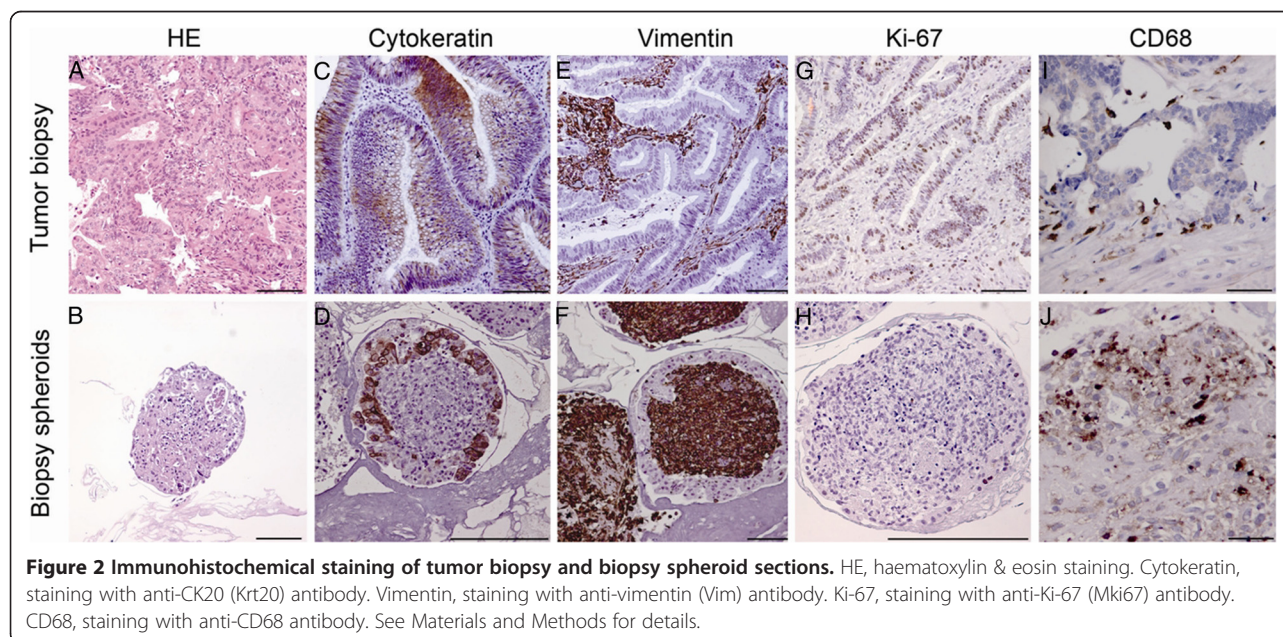 HE Cytokeratin Vimentin Ki-67 CD68
Tumor biopsy
A C E G I
Biopsy spheroids
B D F H J
Figure 2 Immunohistochemical staining of tumor biopsy and biopsy spheroid sections. HE, haematoxylin & eosin staining. Cytokeratin,
staining with anti-CK20 (Krt20) antibody. Vimentin, staining with anti-vimentin (Vim) antibody. Ki-67, staining with anti-Ki-67 (Mki67) antibody.
CD68, staining with anti-CD68 antibody. See Materials and Methods for details.